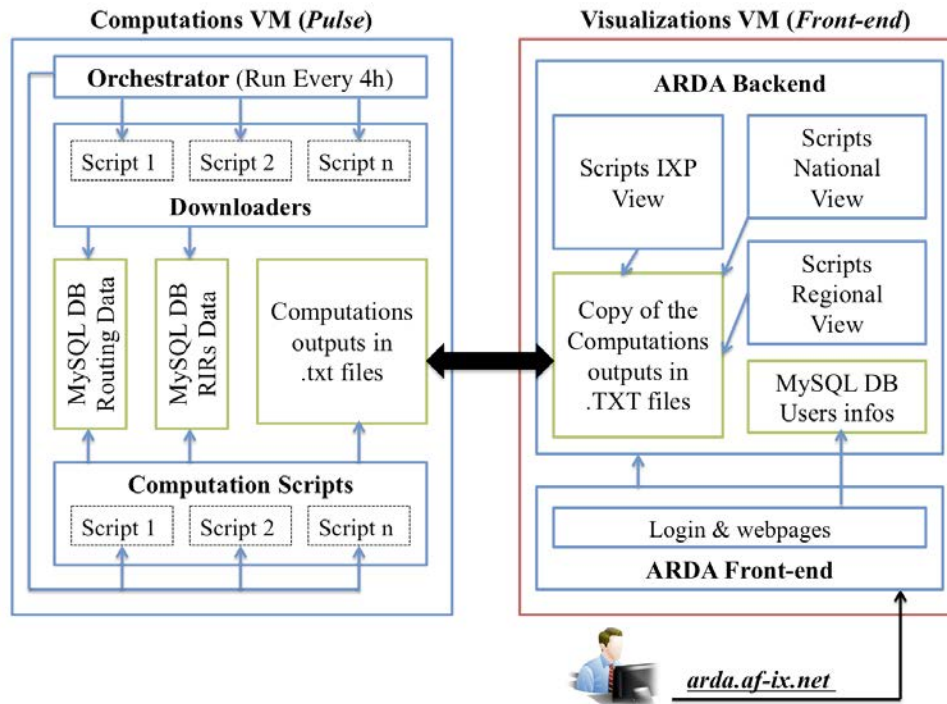 Computations VM (Pulse)
Orchestrator (Run Every 4h)
Script 1
Script 2
Script n
Downloaders
MySQL DB
Routing Data
MySQL DB
RIRs Data
Computations
outputs in
.txt files
Computation Scripts
Script 1
Script 2
Script n
Visualizations VM (Front-end)
ARDA Backend
Scripts IXP
View
Scripts
National
View
Scripts
Regional
View
Copy of the
Computations
outputs in
.TXT files
MySQL DB
Users infos
Login & webpages
ARDA Front-end
arda.af-ix.net